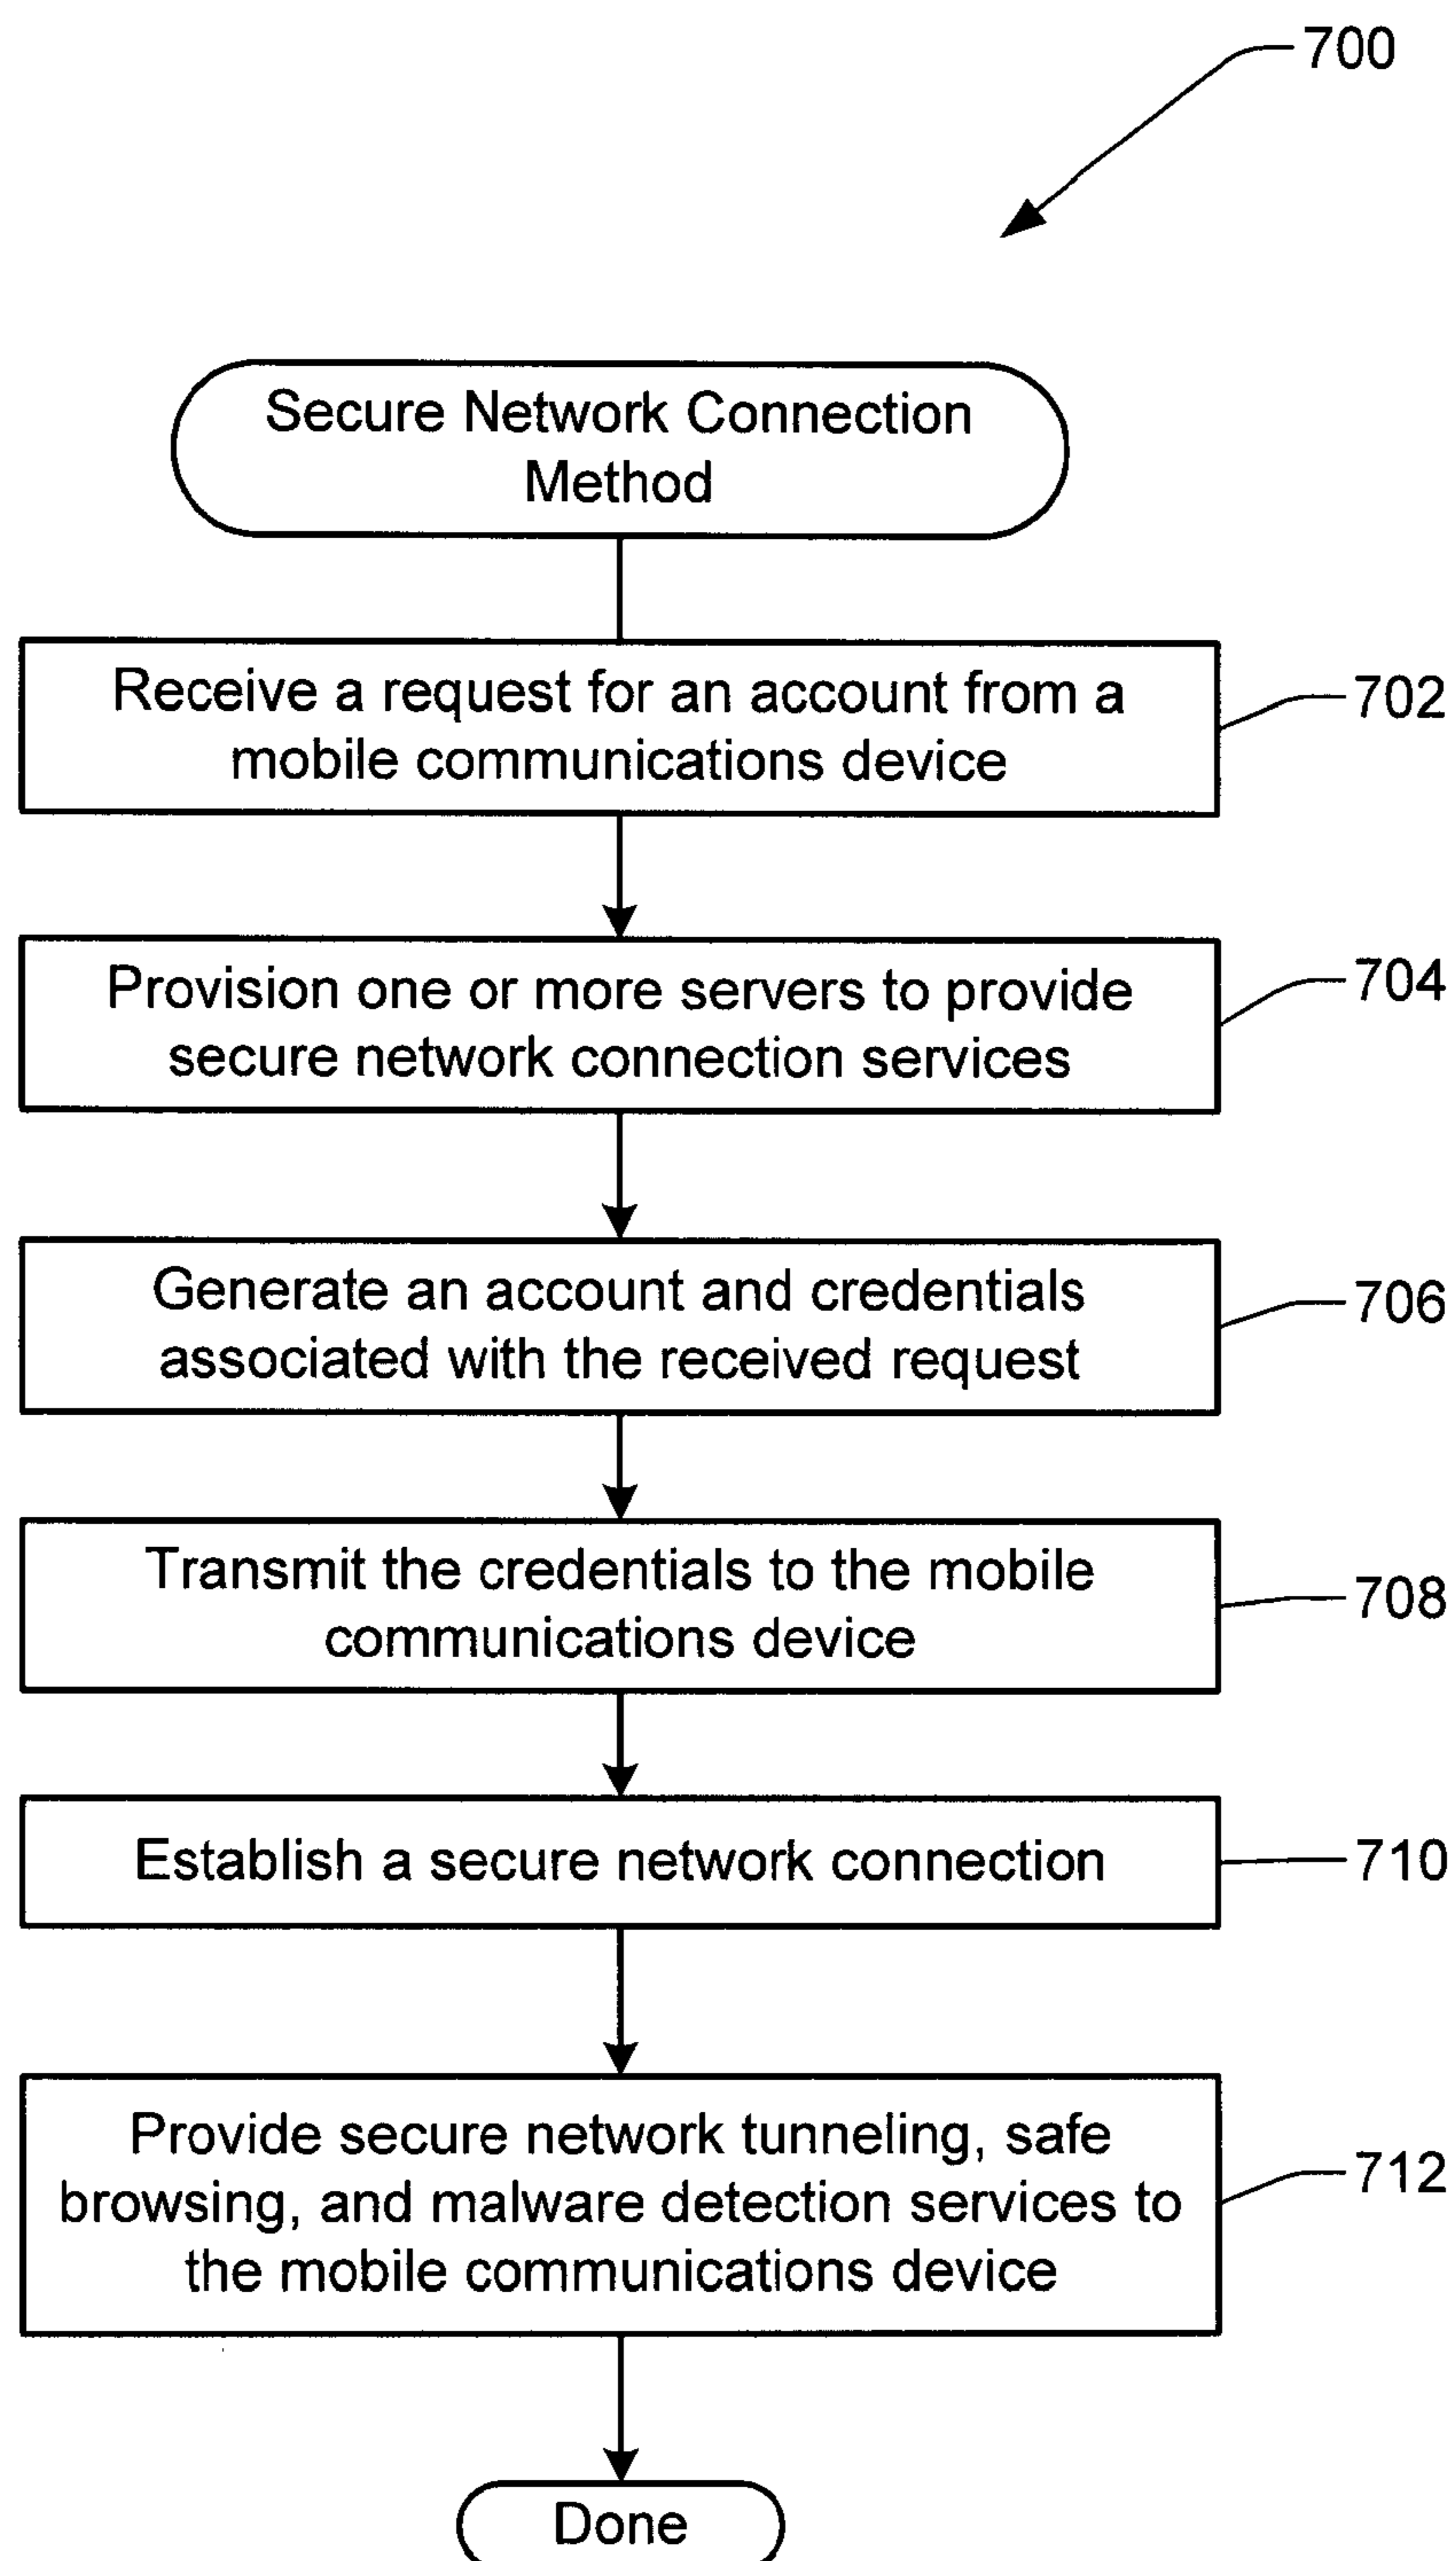 700
Secure Network Connection
Method
Receive a request for an account from a
mobile communications device
702
Provision one or more servers to provide
secure network connection services
704
Generate an account and credentials
associated with the received request
706
Transmit the credentials to the mobile
communications device
708
Establish a secure network connection
710
Provide secure network tunneling, safe
browsing, and malware detection services to
the mobile communications device
712
Done